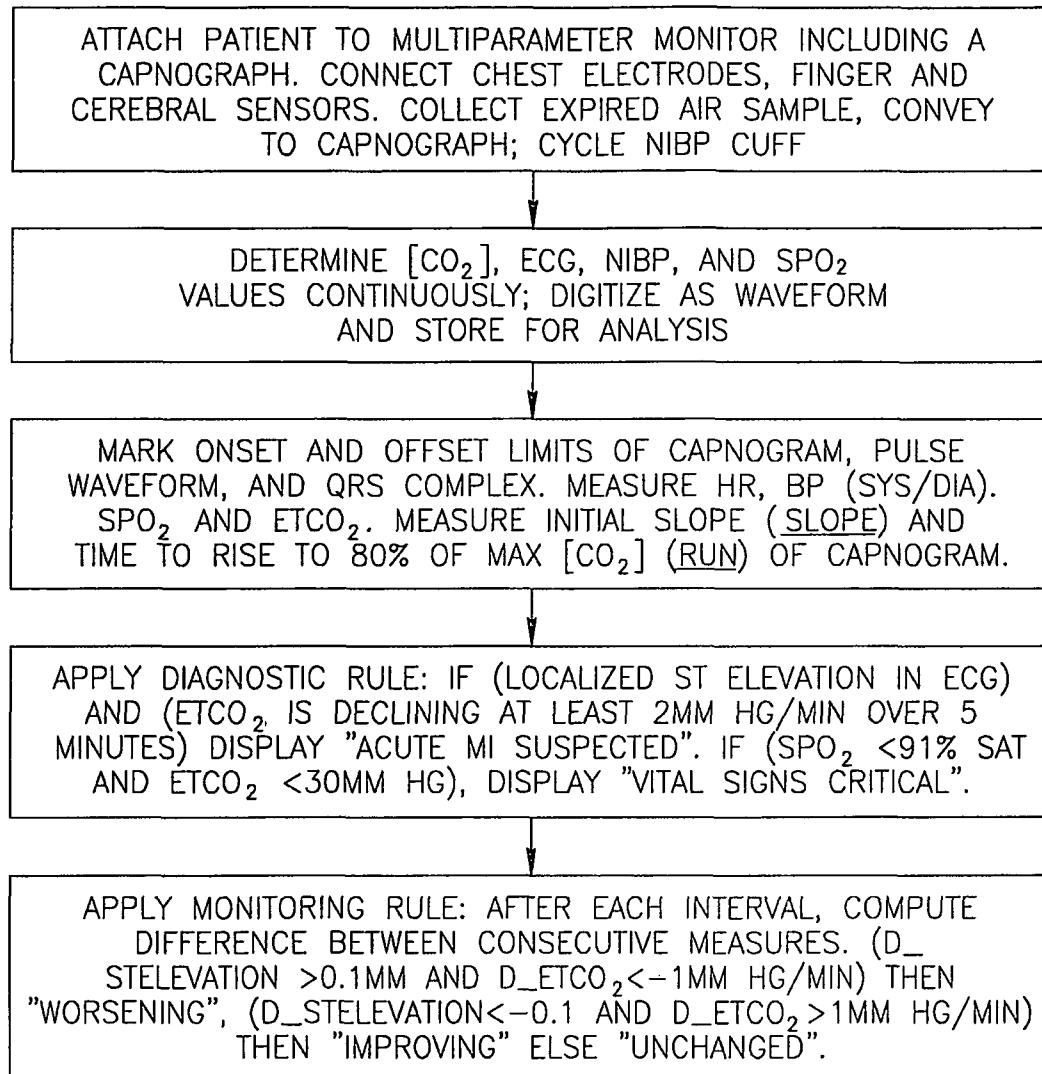 ATTACH PATIENT TO MULTIPARAMETER MONITOR INCLUDING A
CAPNOGRAPH. CONNECT CHEST ELECTRODES, FINGER AND
CEREBRAL SENSORS. COLLECT EXPIRED AIR SAMPLE, CONVEY
TO CAPNOGRAPH; CYCLE NIBP CUFF
DETERMINE [CO₂], ECG, NIBP, AND SPO₂
VALUES CONTINUOUSLY; DIGITIZE AS WAVEFORM
AND STORE FOR ANALYSIS
MARK ONSET AND OFFSET LIMITS OF CAPNOGRAM, PULSE
WAVEFORM, AND QRS COMPLEX. MEASURE HR, BP (SYS/DIA).
SPO₂ AND ETCO₂. MEASURE INITIAL SLOPE (SLOPE) AND
TIME TO RISE TO 80% OF MAX [CO₂] (RUN) OF CAPNOGRAM.
APPLY DIAGNOSTIC RULE: IF (LOCALIZED ST ELEVATION IN ECG)
AND (ETCO₂ IS DECLINING AT LEAST 2MM HG/MIN OVER 5
MINUTES) DISPLAY "ACUTE MI SUSPECTED". IF (SPO₂ <91% SAT
AND ETCO₂ <30MM HG), DISPLAY "VITAL SIGNS CRITICAL".
APPLY MONITORING RULE: AFTER EACH INTERVAL, COMPUTE
DIFFERENCE BETWEEN CONSECUTIVE MEASURES. (D_
STELEVATION >0.1MM AND D_ETCO₂<-1MM HG/MIN) THEN
"WORSENING", (D_STELEVATION<-0.1 AND D_ETCO₂>1MM HG/MIN)
THEN "IMPROVING" ELSE "UNCHANGED".